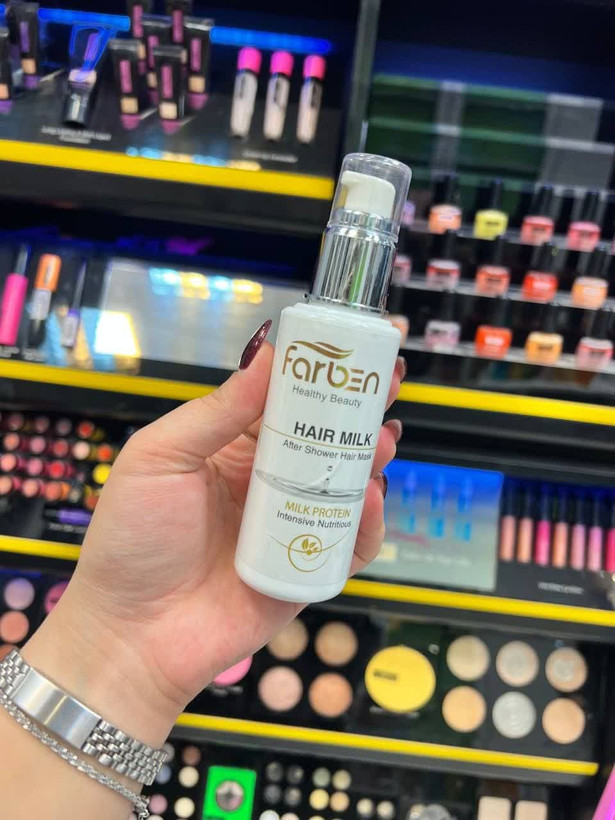 farben
Healthy Beauty
HAIR MILK
After Shower Hair Mask
MILK PROTEIN
Intensive Nutritious